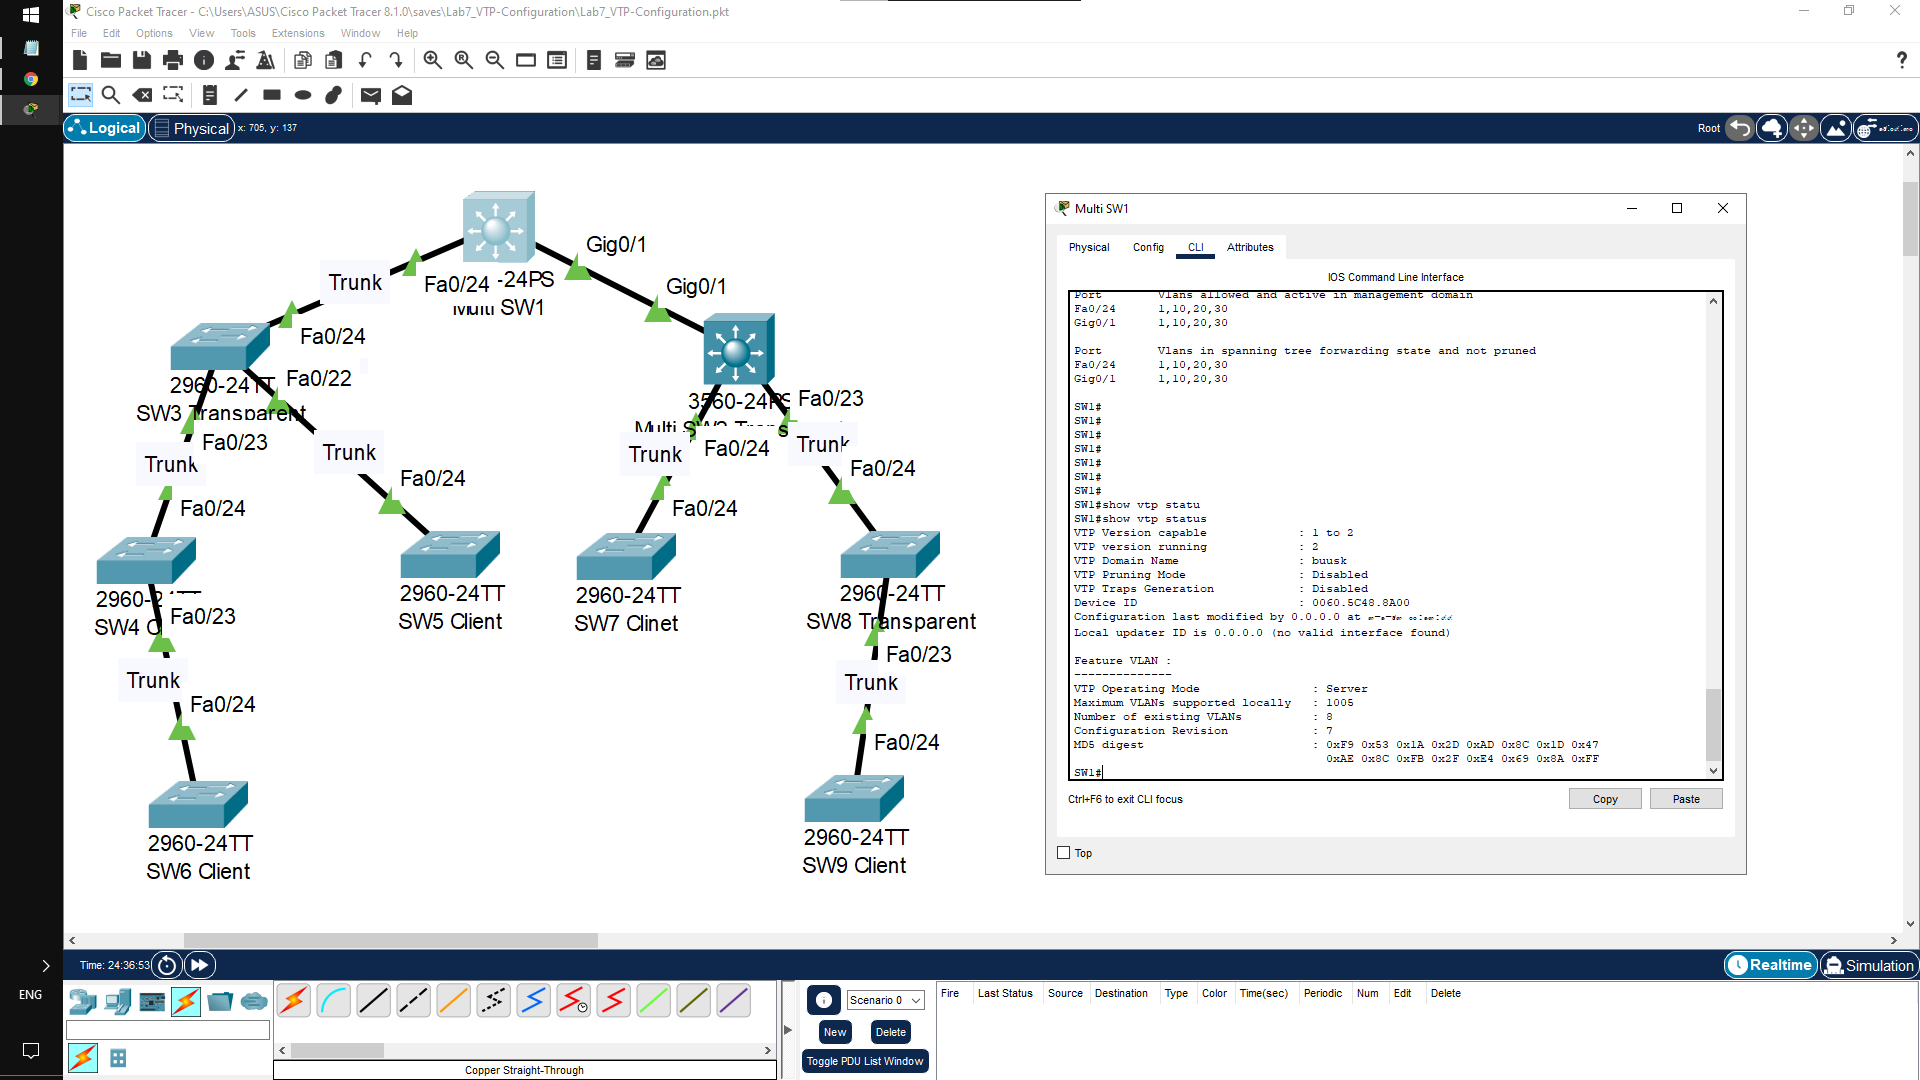 Cisco Packet Tracer - C:\Users\ASUS\Cisco Packet Tracer 8.1.0\saves\Lab7_VTP-Configuration\Lab7_VTP-Configuration.pkt
File Edit Options View Tools Extensions Window Help
?
Logical Physical x: 705, y: 137
Root
Gig0/1
Trunk
Fa0/24 -24PS
Multi SW1
Gig0/1
Fa0/24
Fa0/22
2960-24TT
SW3 Transparent
3560-24PS
Fa0/23
Fa0/23
Trunk
Trunk
Trunk
Fa0/24
Trunk
Fa0/24
Fa0/24
Fa0/24
Fa0/24
2960-24TT
SW5 Client
2960-24TT
SW7 Clinet
2960-24TT
SW8 Transparent
2960-24TT
SW4 C
Fa0/23
Fa0/23
Trunk
Trunk
Fa0/24
Fa0/24
2960-24TT
SW6 Client
2960-24TT
SW9 Client
Multi SW1
Physical Config CLI Attributes
IOS Command Line Interface
Port Vlans allowed and active in management domain
Fa0/24 1,10,20,30
Gig0/1 1,10,20,30
Port Vlans in spanning tree forwarding state and not pruned
Fa0/24 1,10,20,30
Gig0/1 1,10,20,30
SW1#
SW1#
SW1#
SW1#
SW1#
SW1#
SW1#
SW1#show vtp statu
SW1#show vtp status
VTP Version capable : 1 to 2
VTP version running : 2
VTP Domain Name : buusk
VTP Pruning Mode : Disabled
VTP Traps Generation : Disabled
Device ID : 0060.5C48.8A00
Configuration last modified by 0.0.0.0 at
Local updater ID is 0.0.0.0 (no valid interface found)
Feature VLAN :
--------------
VTP Operating Mode : Server
Maximum VLANs supported locally : 1005
Number of existing VLANs : 8
Configuration Revision : 7
MD5 digest : 0xF9 0x53 0x1A 0x2D 0xAD 0x8C 0x1D 0x47
0xAE 0x8C 0xFB 0x2F 0xE4 0x69 0x8A 0xFF
SW1#
Ctrl+F6 to exit CLI focus
Copy Paste
Top
Time: 24:36:53
Realtime Simulation
ENG
Scenario 0
New Delete
Toggle PDU List Window
Fire Last Status Source Destination Type Color Time(sec) Periodic Num Edit Delete
Copper Straight-Through